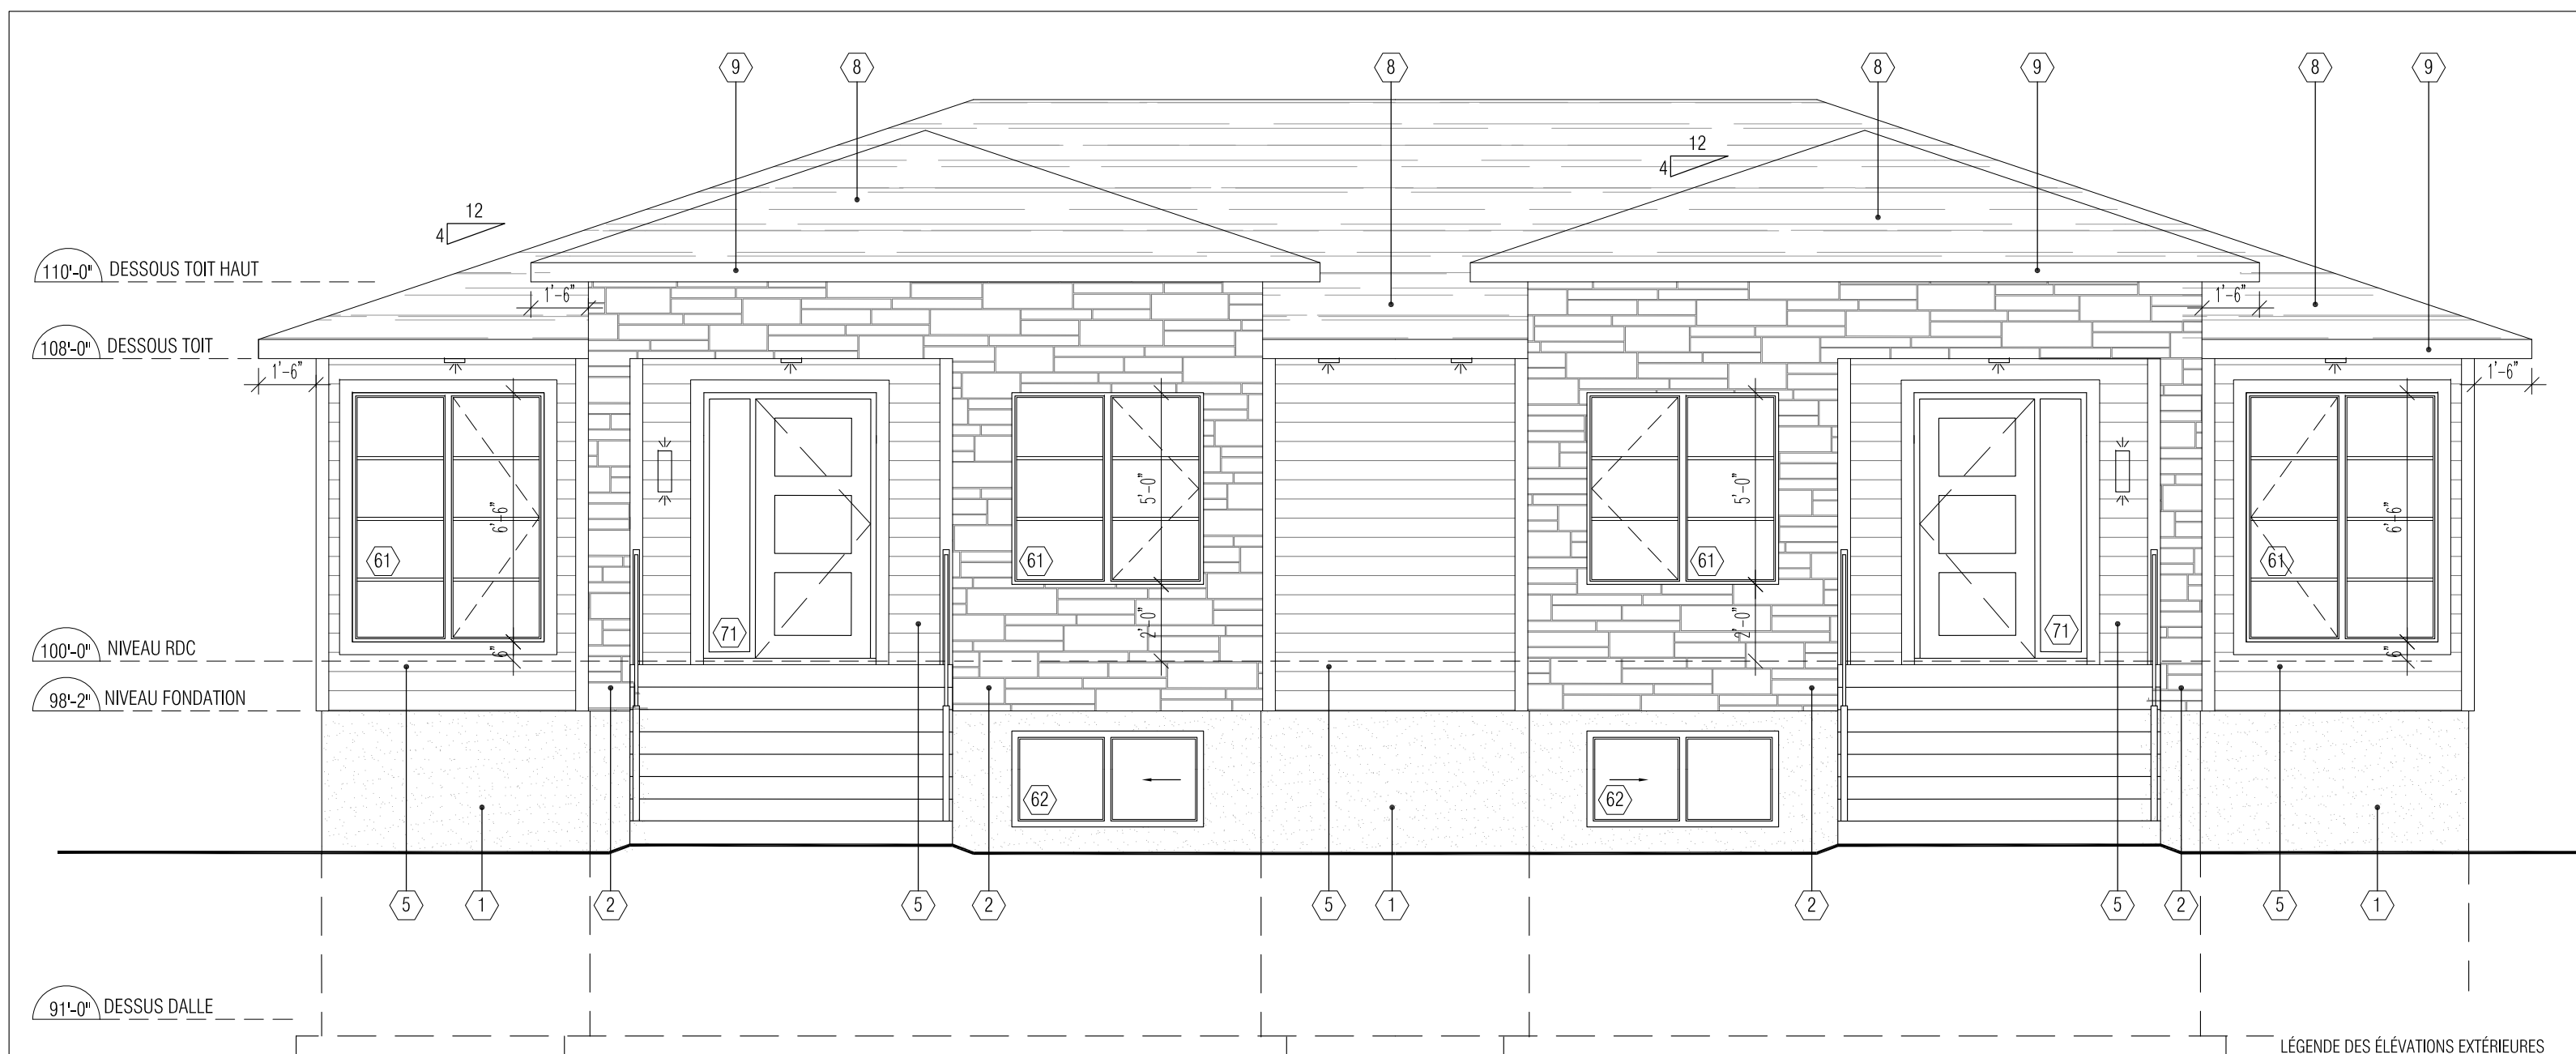 9 8 8 8 9 8 9
12
4
12
4
110'-0" DESSOUS TOIT HAUT
1'-6" 1'-6"
108'-0" DESSOUS TOIT
1'-6" 1'-6"
6'-6" 5'-0" 5'-0" 6'-6"
61 61 61 61
71 71
2'-0" 2'-0"
100'-0" NIVEAU RDC
6" 6"
98'-2" NIVEAU FONDATION
62 62
5 1 2 5 2 5 1 2 5 2 5 1
91'-0" DESSUS DALLE
LÉGENDE DES ÉLÉVATIONS EXTÉRIEURES